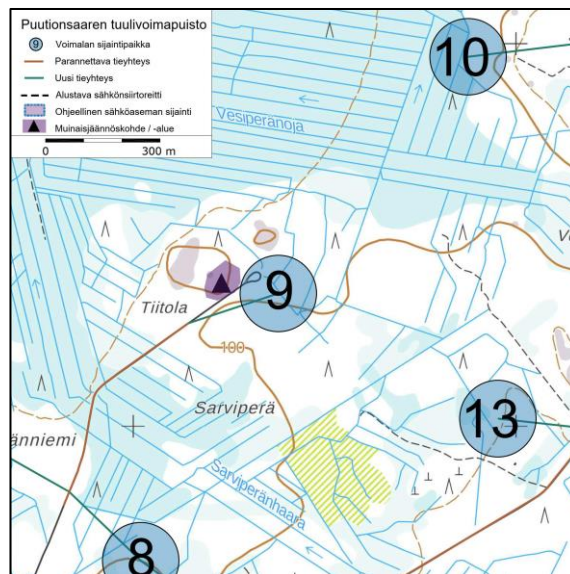 Puutionsaaren tuulivoimapuisto
9 Voimalan sijaintipaikka
Parannettava tieyhteys
Uusi tieyhteys
Alustava sähkönsiirtoreitti
Ohjeellinen sähköaseman sijainti
Muinaisjäännöskohde / -alue
0 300 m
10
Vesiperänoja
9
Tiitola
100
Sarviperä
13
änniemi
Sarviperänhaara
8